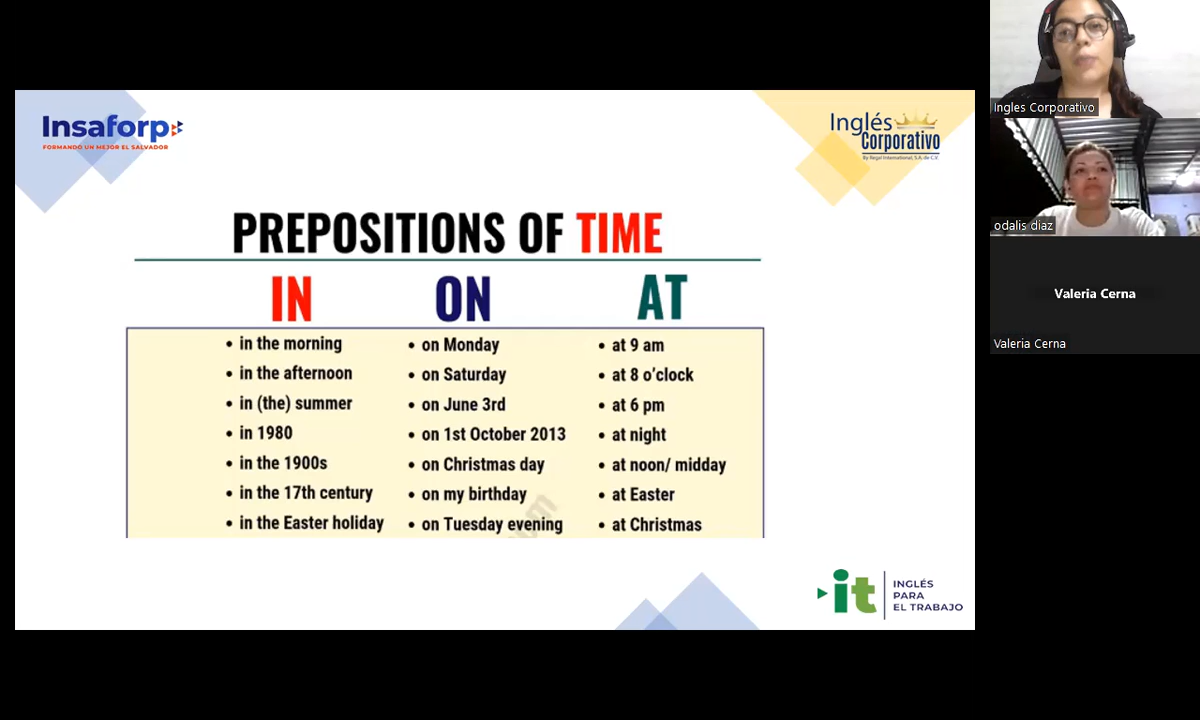 Insaforp
FORMANDO UN MEJOR EL SALVADOR
Inglés
Corporativo
By Regal International, S.A. de C.V.
PREPOSITIONS OF TIME
IN
ON
AT
• in the morning
• in the afternoon
• in (the) summer
• in 1980
• in the 1900s
• in the 17th century
• in the Easter holiday
• on Monday
• on Saturday
• on June 3rd
• on 1st October 2013
• on Christmas day
• on my birthday
• on Tuesday evening
• at 9 am
• at 8 o'clock
• at 6 pm
• at night
• at noon/ midday
• at Easter
• at Christmas
it
INGLÉS
PARA
EL TRABAJO
Ingles Corporativo
odalis diaz
Valeria Cerna
Valeria Cerna